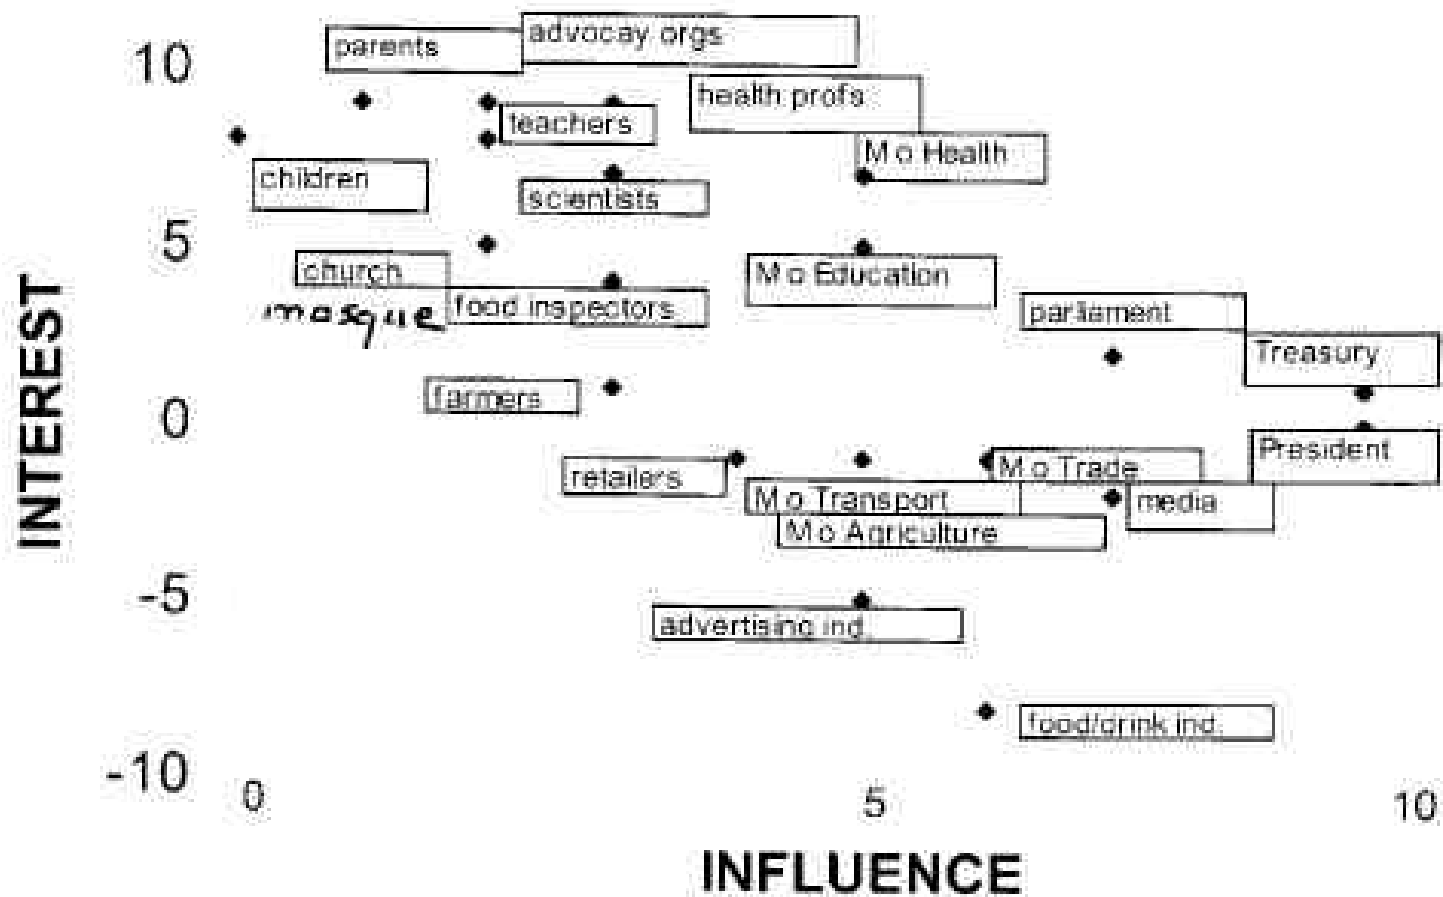 advocay orgs
parents
10
health profs
teachers
M o Health
children
scientists
5
church
M o Education
mosque
food inspectors
parliament
Treasury
farmers
0
President
retailers
M o Trade
M o Transport
media
M o Agriculture
-5
advertising ind.
food/drink ind.
-10
0
5
10
INTEREST
INFLUENCE